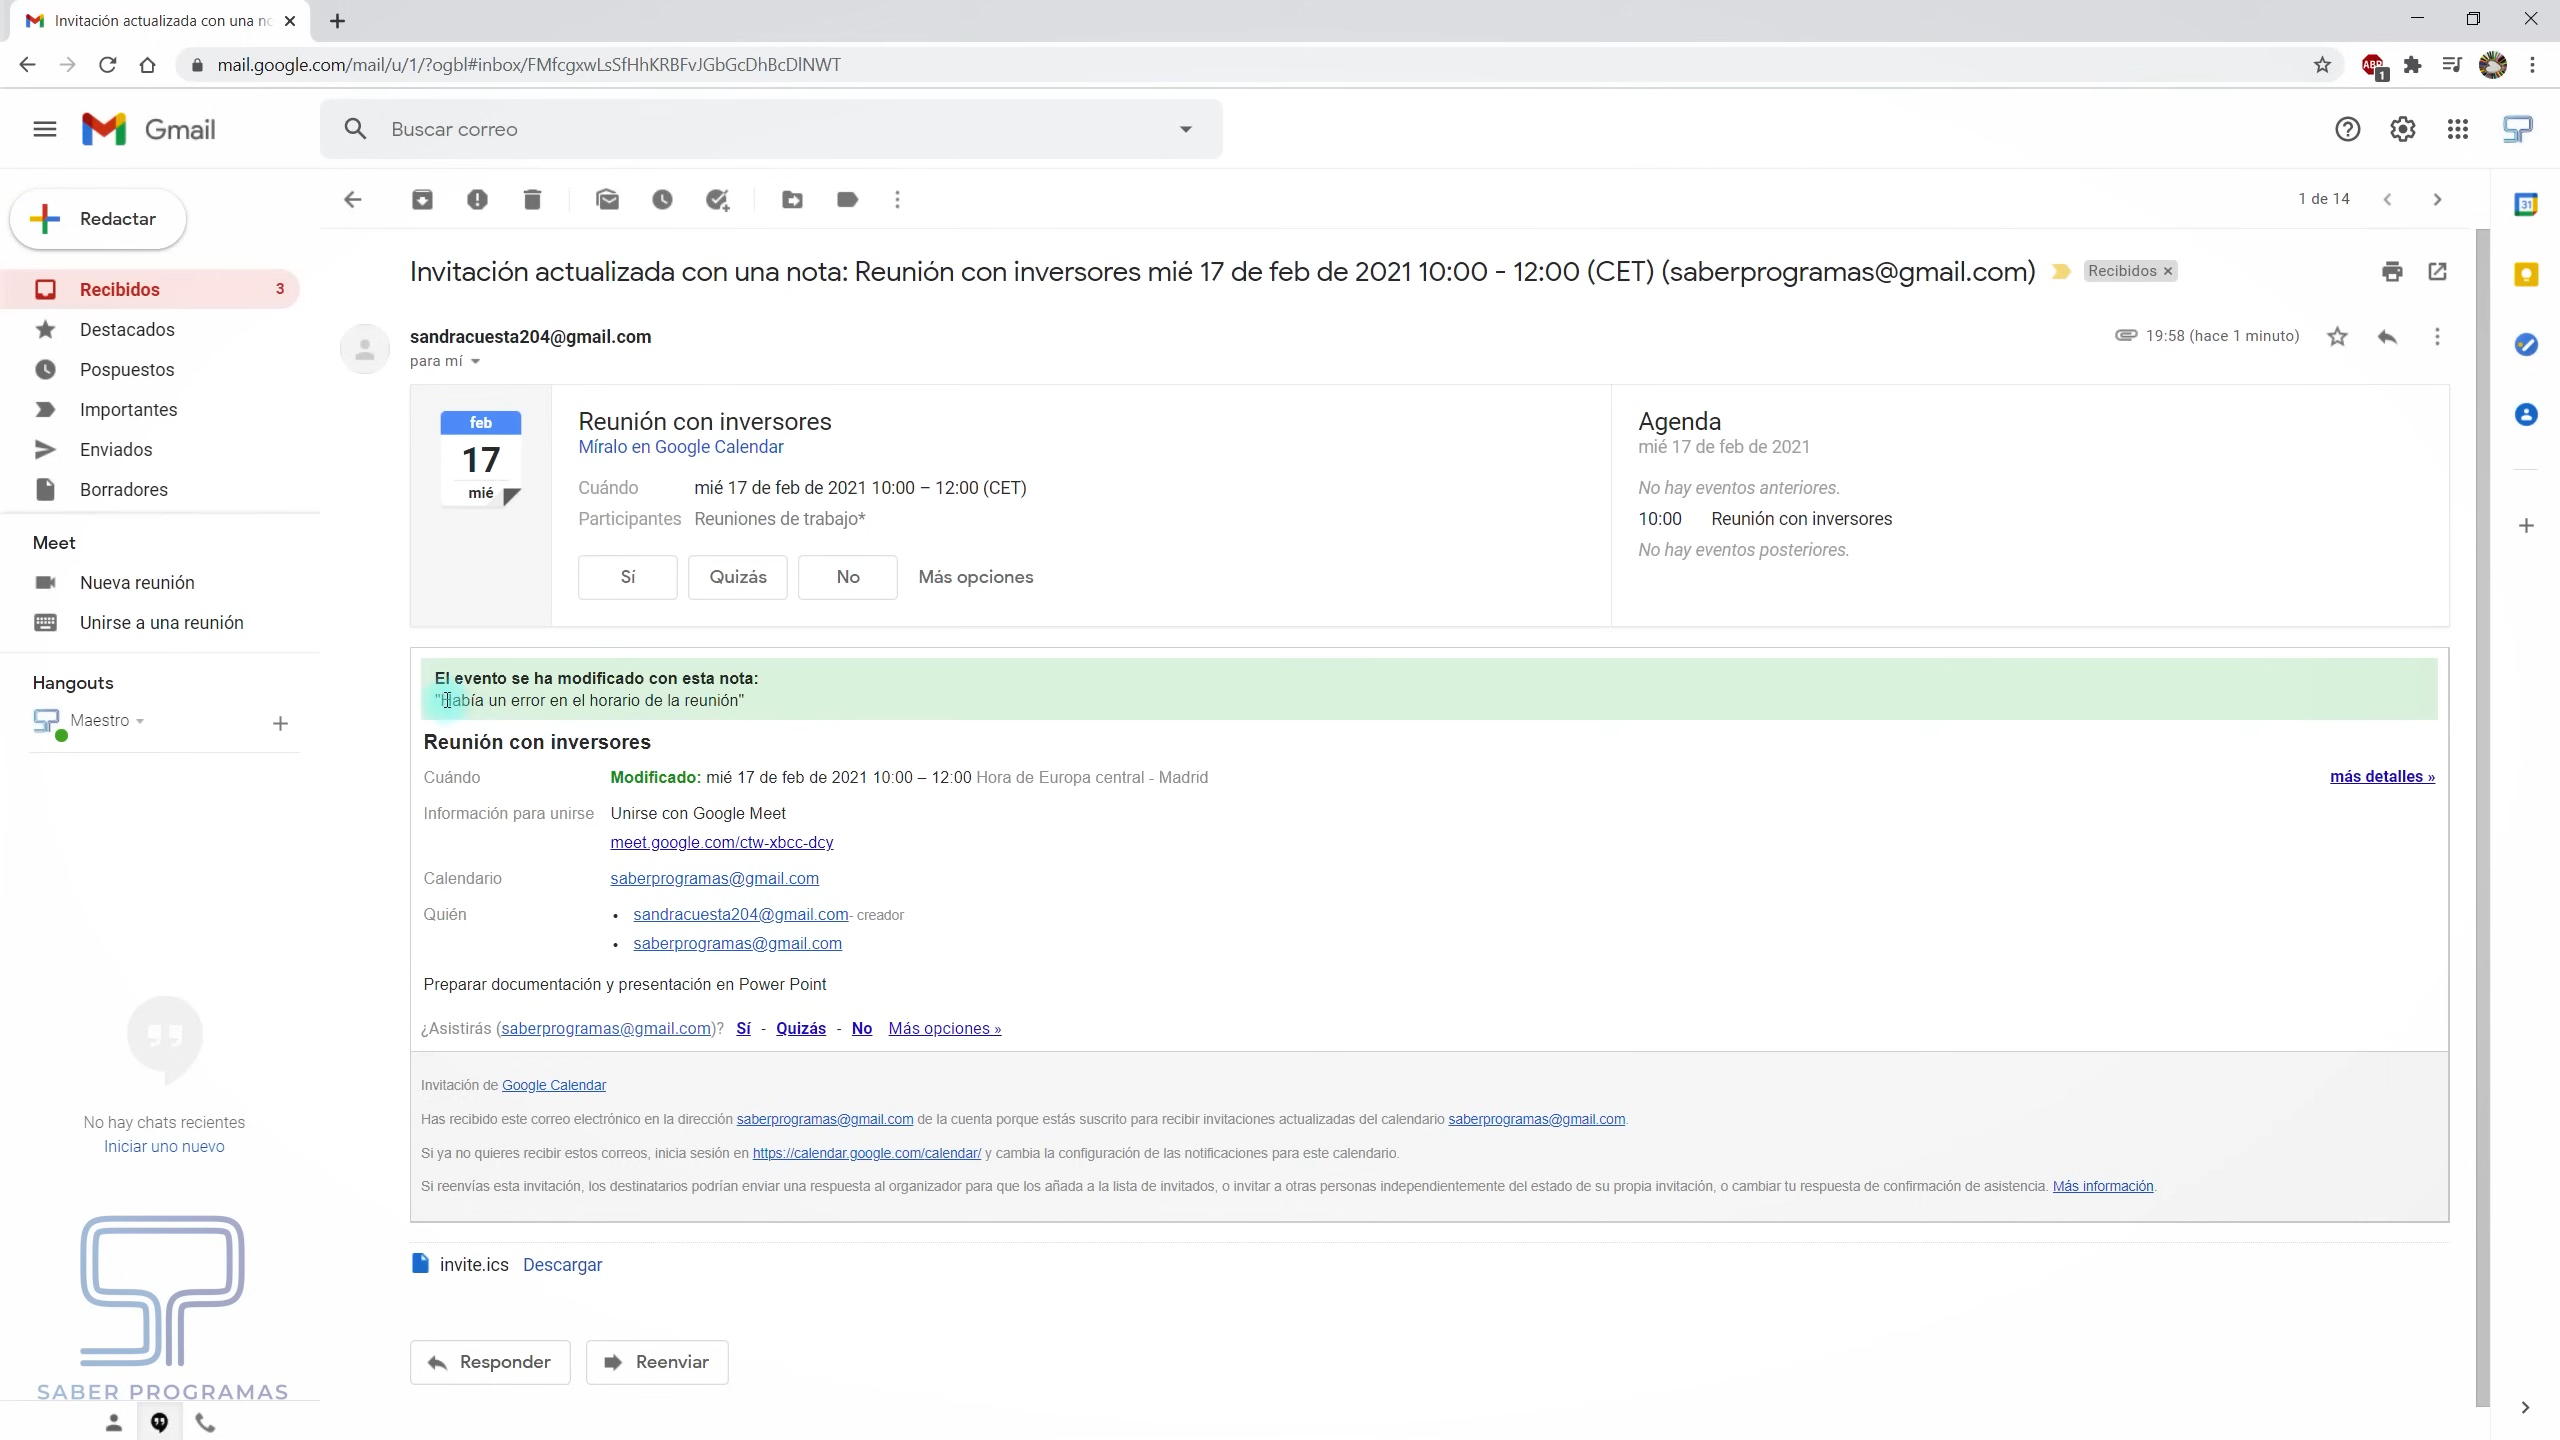 Invitación actualizada con una no
mail.google.com/mail/u/1/?ogbl#inbox/FMfcgxwLsSfHhKRBFvJGbGcDhBcDlNWT
ABP
1
Gmail
Buscar correo
Redactar
1 de 14
31
Recibidos 3
Destacados
Pospuestos
Importantes
Enviados
Borradores
Meet
Nueva reunión
Unirse a una reunión
Hangouts
Maestro
No hay chats recientes
Iniciar uno nuevo
SABER PROGRAMAS
Invitación actualizada con una nota: Reunión con inversores mié 17 de feb de 2021 10:00 - 12:00 (CET) (saberprogramas@gmail.com) Recibidos
sandracuesta204@gmail.com
19:58 (hace 1 minuto)
para mí
feb
17
mié
Reunión con inversores
Míralo en Google Calendar
Cuándo mié 17 de feb de 2021 10:00 – 12:00 (CET)
Participantes Reuniones de trabajo*
Sí Quizás No Más opciones
Agenda
mié 17 de feb de 2021
No hay eventos anteriores.
10:00 Reunión con inversores
No hay eventos posteriores.
El evento se ha modificado con esta nota:
"Había un error en el horario de la reunión"
Reunión con inversores
Cuándo Modificado: mié 17 de feb de 2021 10:00 – 12:00 Hora de Europa central - Madrid más detalles »
Información para unirse Unirse con Google Meet
meet.google.com/ctw-xbcc-dcy
Calendario saberprogramas@gmail.com
Quién • sandracuesta204@gmail.com- creador
• saberprogramas@gmail.com
Preparar documentación y presentación en Power Point
¿Asistirás (saberprogramas@gmail.com)? Sí - Quizás - No Más opciones »
Invitación de Google Calendar
Has recibido este correo electrónico en la dirección saberprogramas@gmail.com de la cuenta porque estás suscrito para recibir invitaciones actualizadas del calendario saberprogramas@gmail.com.
Si ya no quieres recibir estos correos, inicia sesión en https://calendar.google.com/calendar/ y cambia la configuración de las notificaciones para este calendario.
Si reenvías esta invitación, los destinatarios podrían enviar una respuesta al organizador para que los añada a la lista de invitados, o invitar a otras personas independientemente del estado de su propia invitación, o cambiar tu respuesta de confirmación de asistencia. Más información.
invite.ics Descargar
Responder Reenviar